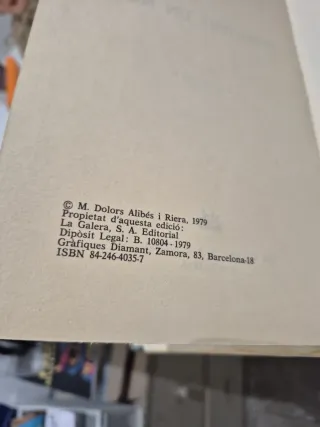 © M. Dolors Alibés i Riera, 1979
Propietat d'aquesta edició:
La Galera, S. A. Editorial
Dipòsit Legal: B. 10804-1979
Gràfiques Diamant, Zamora, 83, Barcelona-18
ISBN 84-246-4035-7